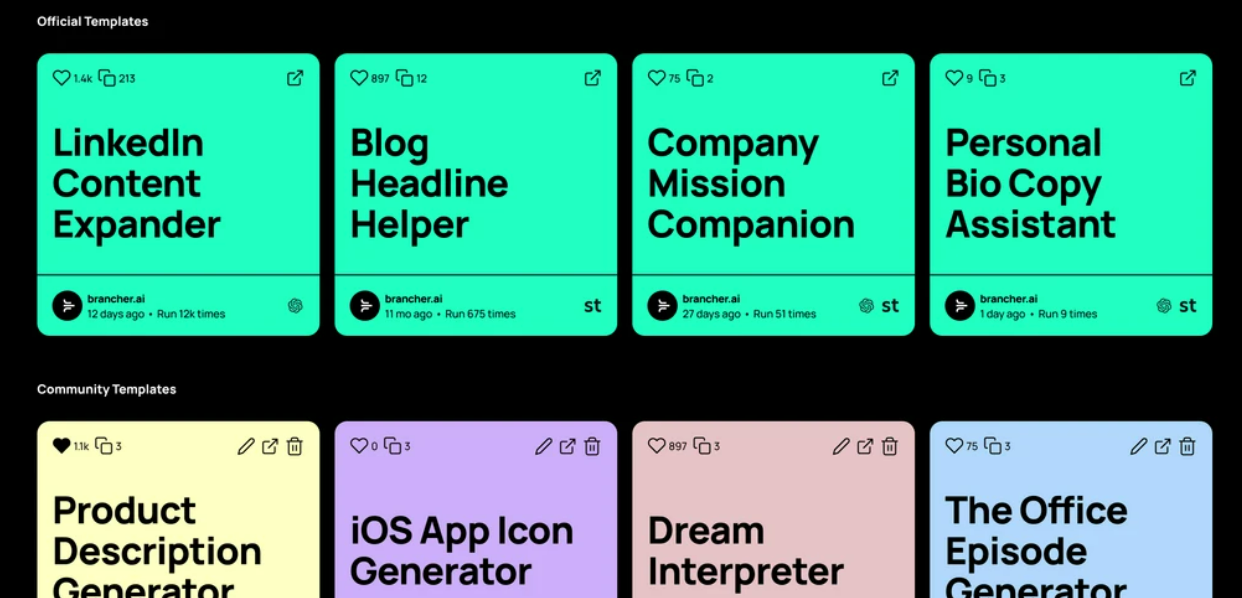 Official Templates
1.4k 213
LinkedIn
Content
Expander
brancher.ai
12 days ago • Run 12k times
897 12
Blog
Headline
Helper
brancher.ai
11 mo ago • Run 675 times
st
75 2
Company
Mission
Companion
brancher.ai
27 days ago • Run 51 times
st
9 3
Personal
Bio Copy
Assistant
brancher.ai
1 day ago • Run 9 times
st
Community Templates
1.1k 3
Product
Description
Generator
0 3
iOS App Icon
Generator
897 3
Dream
Interpreter
75 3
The Office
Episode
Generator